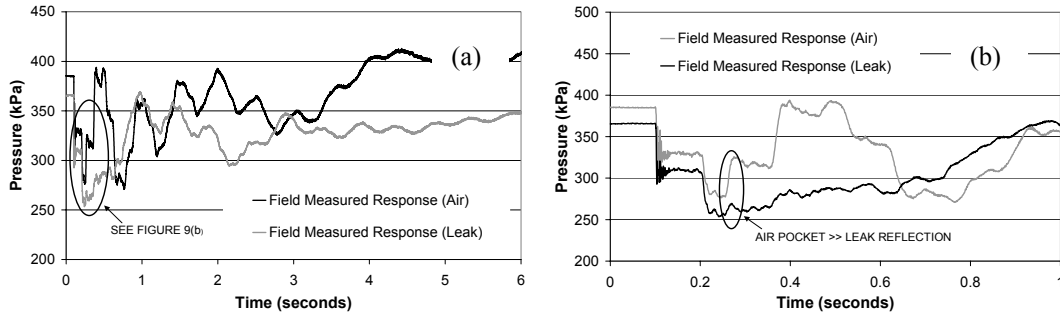 450
400
350
300
250
200
Pressure (kPa)
0
1
2
3
4
5
6
Time (seconds)
(a)
SEE FIGURE 9(b)
Field Measured Response (Air)
Field Measured Response (Leak)
500
450
400
350
300
250
200
Pressure (kPa)
0
0.2
0.4
0.6
0.8
1
Time (seconds)
Field Measured Response (Air)
Field Measured Response (Leak)
(b)
AIR POCKET >> LEAK REFLECTION